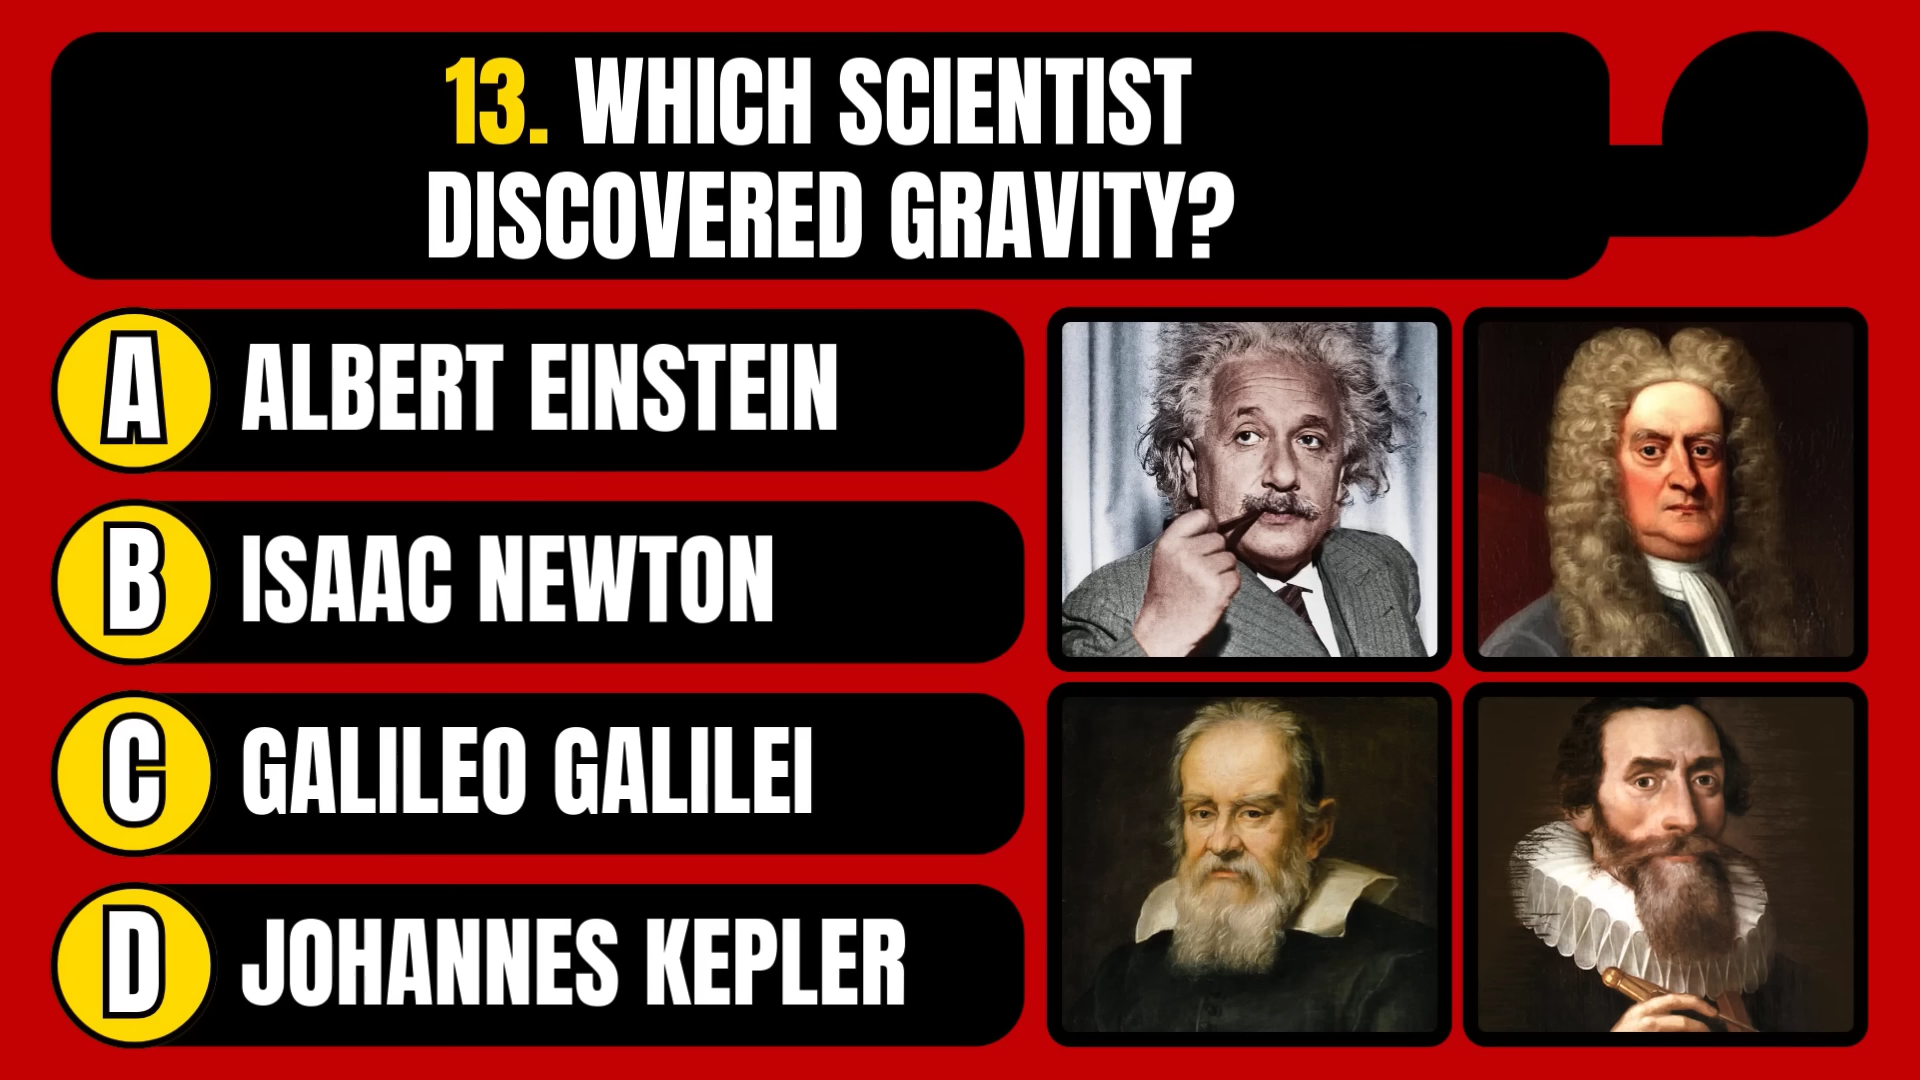 13. WHICH SCIENTIST
DISCOVERED GRAVITY?
A ALBERT EINSTEIN
B ISAAC NEWTON
C GALILEO GALILEI
D JOHANNES KEPLER